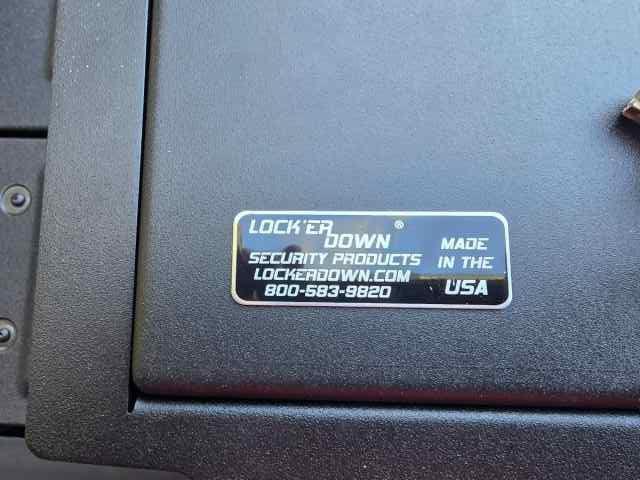 LOCK'ER
DOWN ®
SECURITY PRODUCTS
LOCKERDOWN.COM
800-583-9820
MADE
IN THE
USA